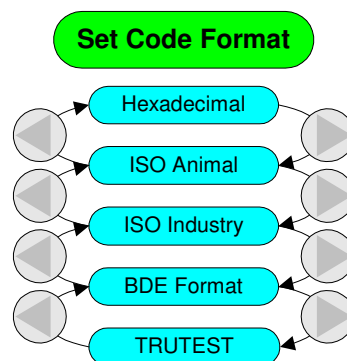 Set Code Format
Hexadecimal
ISO Animal
ISO Industry
BDE Format
TRUTEST